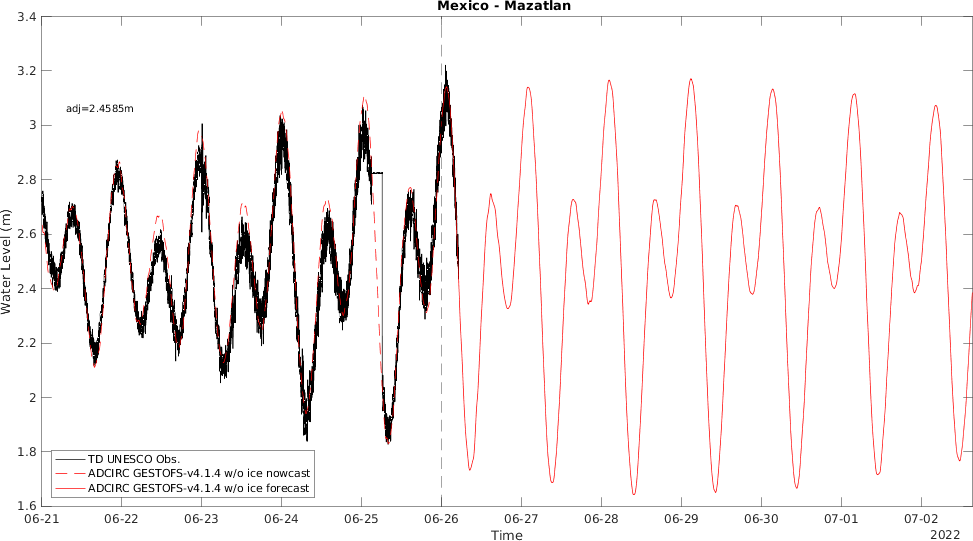 Mexico - Mazatlan
3.4
3.2
3
2.8
2.6
2.4
2.2
2
1.8
1.6
Water Level (m)
adj=2.4585m
TD UNESCO Obs.
ADCIRC GESTOFS-v4.1.4 w/o ice nowcast
ADCIRC GESTOFS-v4.1.4 w/o ice forecast
06-21 06-22 06-23 06-24 06-25 06-26 06-27 06-28 06-29 06-30 07-01 07-02
2022
Time